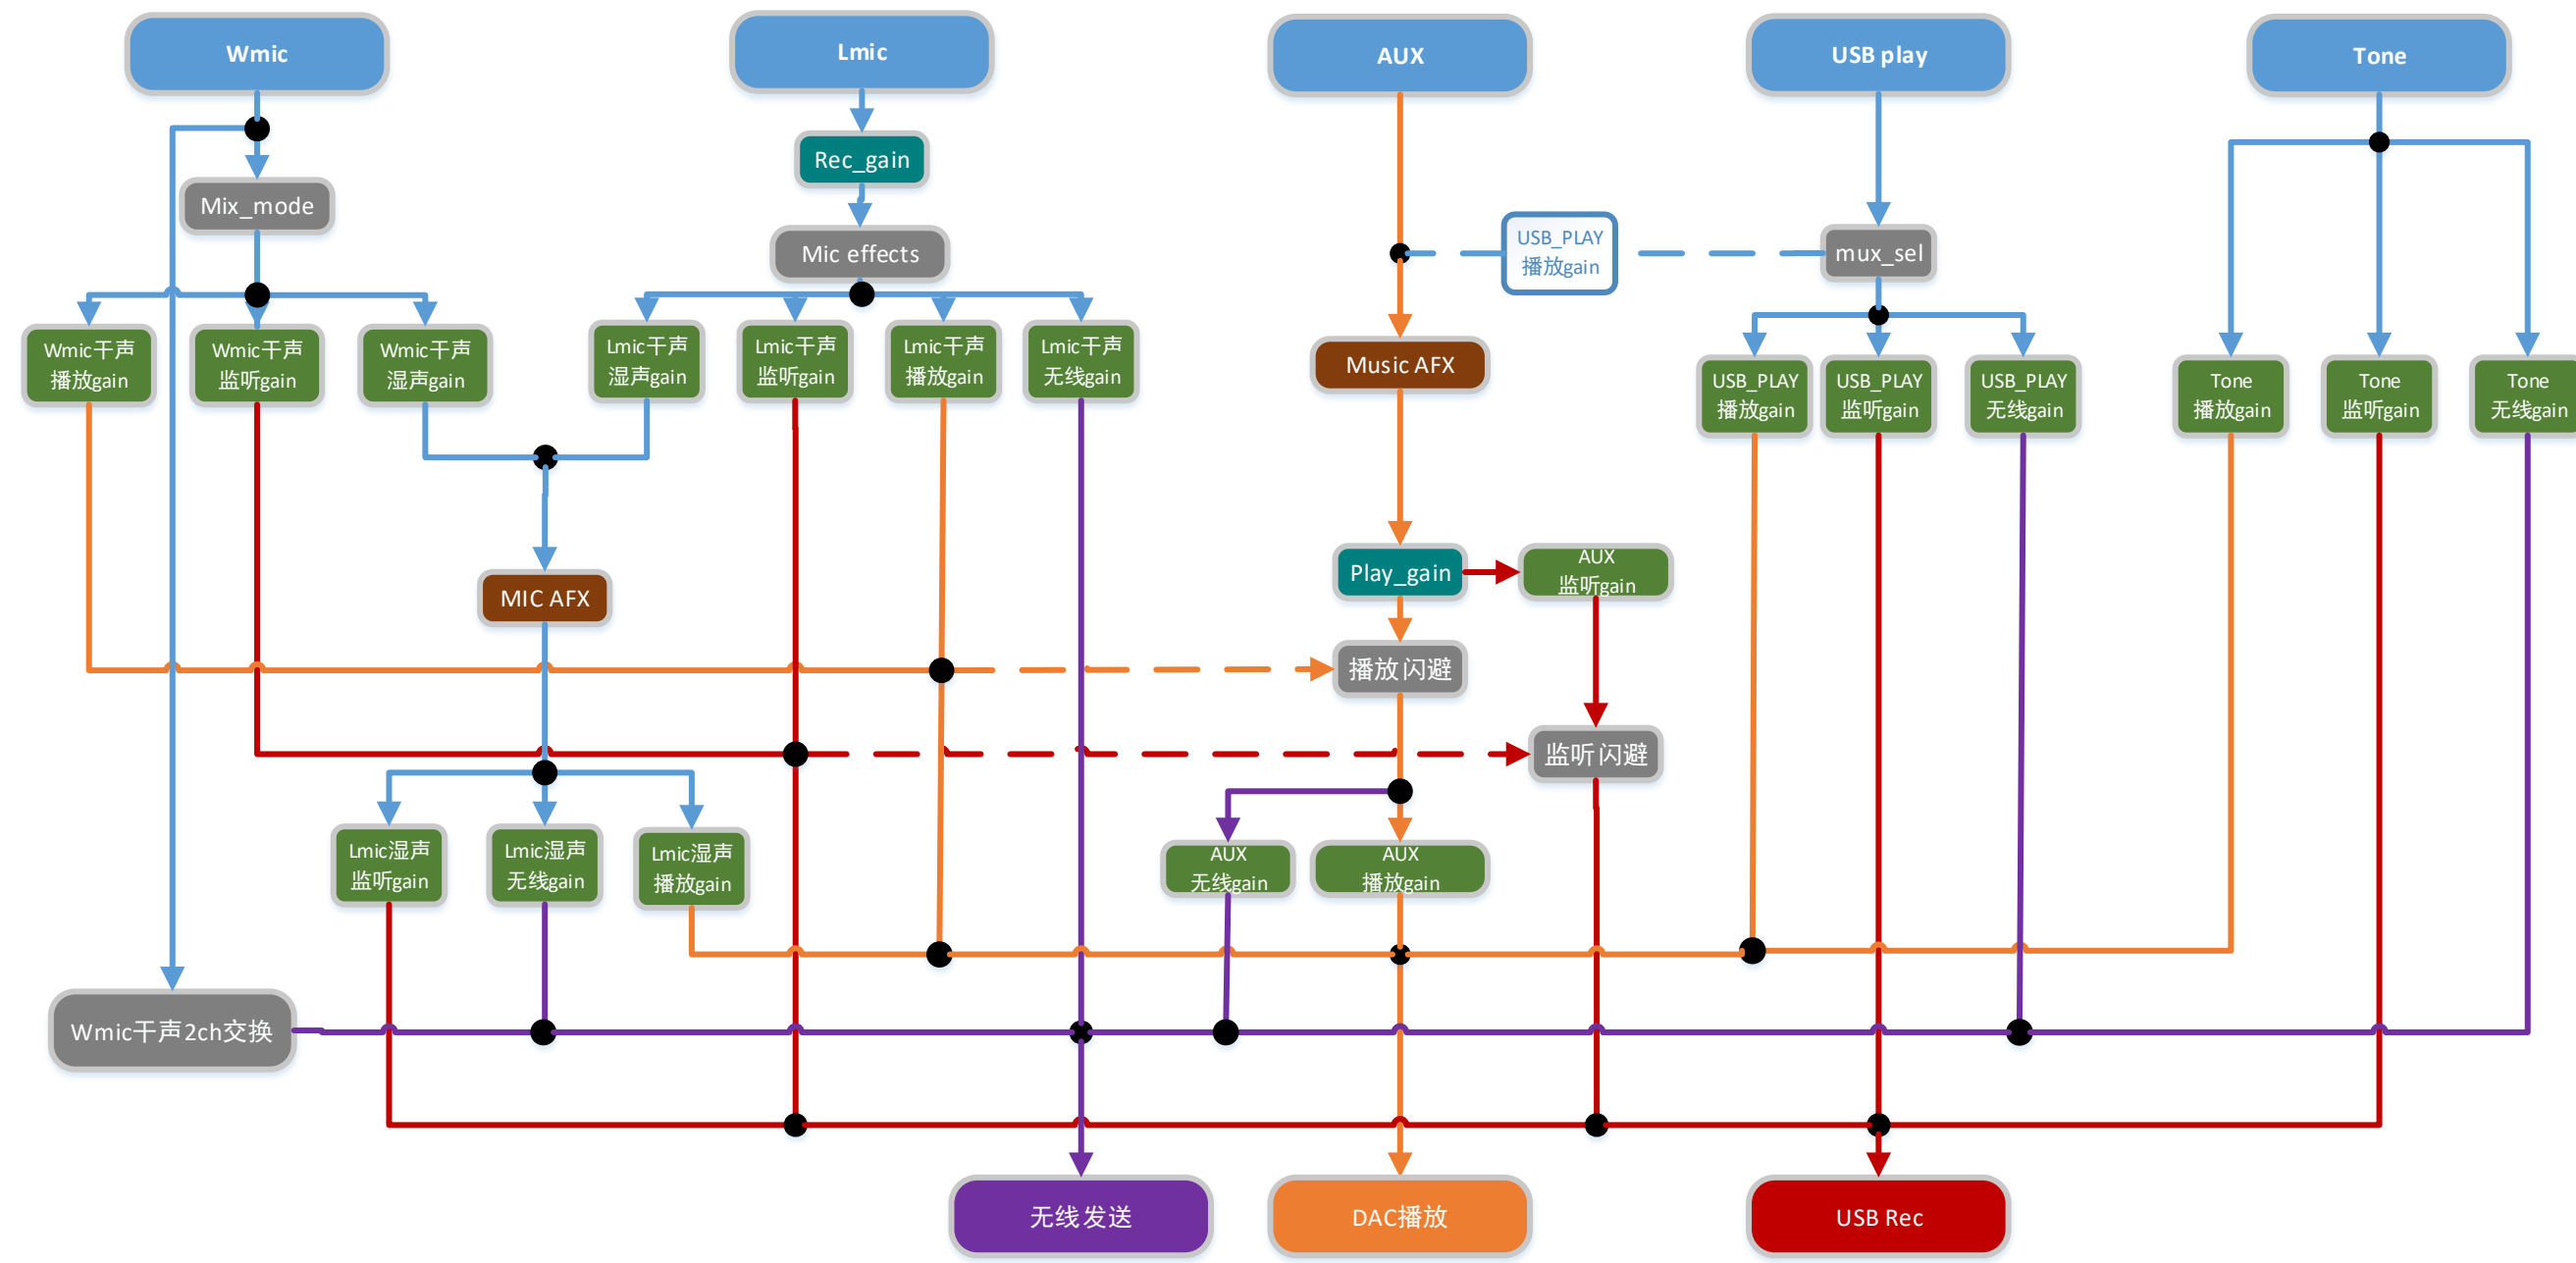 Wmic
Lmic
AUX
USB play
Tone
Rec_gain
Mix_mode
Mic effects
USB_PLAY
播放gain
mux_sel
Wmic干声
播放gain
Wmic干声
监听gain
Wmic干声
湿声gain
Lmic干声
湿声gain
Lmic干声
监听gain
Lmic干声
播放gain
Lmic干声
无线gain
Music AFX
USB_PLAY
播放gain
USB_PLAY
监听gain
USB_PLAY
无线gain
Tone
播放gain
Tone
监听gain
Tone
无线gain
Play_gain
AUX
监听gain
MIC AFX
播放闪避
监听闪避
Lmic湿声
监听gain
Lmic湿声
无线gain
Lmic湿声
播放gain
AUX
无线gain
AUX
播放gain
Wmic干声2ch交换
无线发送
DAC播放
USB Rec